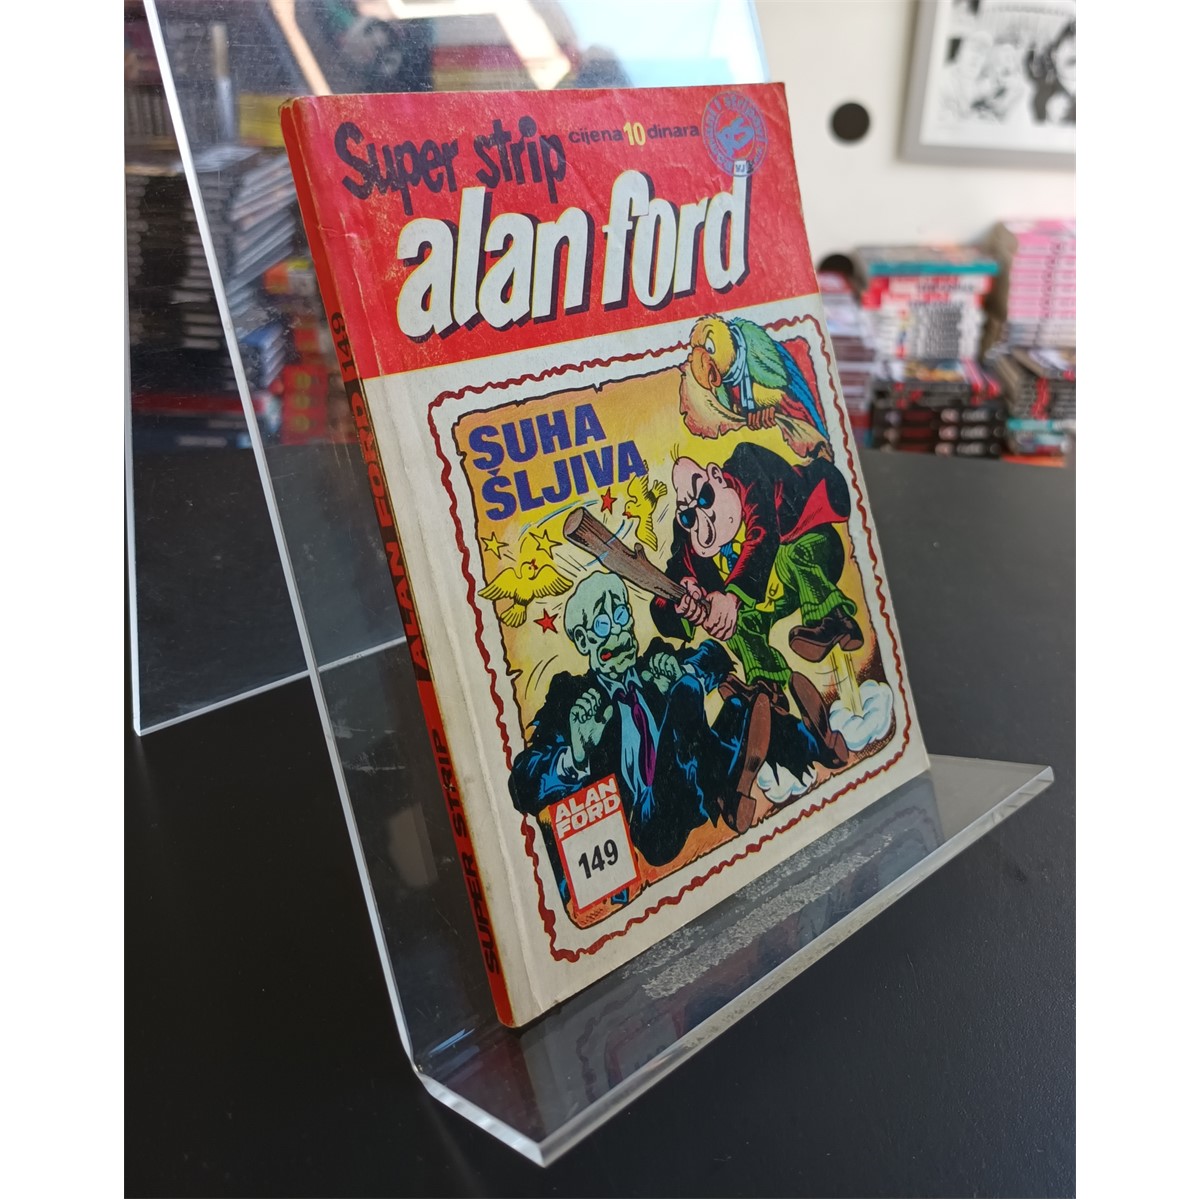 Super strip
cijena 10 dinara
alan ford
SUHA
ŠLJIVA
ALAN
FORD
149
SUPER STRIP ALAN FORD 149